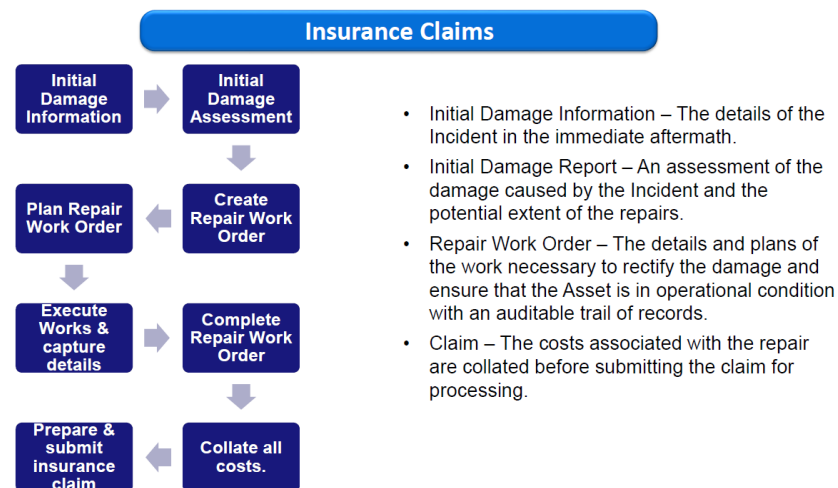 Insurance Claims
Initial
Damage
Information
Initial
Damage
Assessment
Plan Repair
Work Order
Create
Repair Work
Order
Execute
Works &
capture
details
Complete
Repair Work
Order
Prepare &
submit
insurance
claim
Collate all
costs.
• Initial Damage Information – The details of the
Incident in the immediate aftermath.
• Initial Damage Report – An assessment of the
damage caused by the Incident and the
potential extent of the repairs.
• Repair Work Order – The details and plans of
the work necessary to rectify the damage and
ensure that the Asset is in operational condition
with an auditable trail of records.
• Claim – The costs associated with the repair
are collated before submitting the claim for
processing.